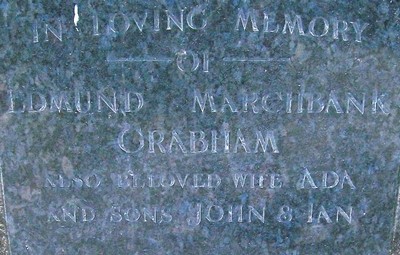 IN LOVING MEMORY
OF
EDMUND MARCHBANK
GRABHAM
ALSO BELOVED WIFE ADA
AND SONS JOHN & IAN